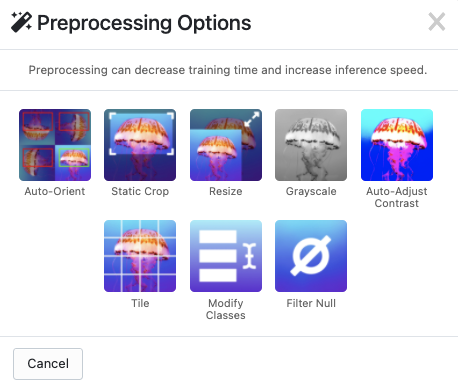 Preprocessing Options
Preprocessing can decrease training time and increase inference speed.
Auto-Orient
Static Crop
Resize
Grayscale
Auto-Adjust
Contrast
Tile
Modify
Classes
Filter Null
Cancel